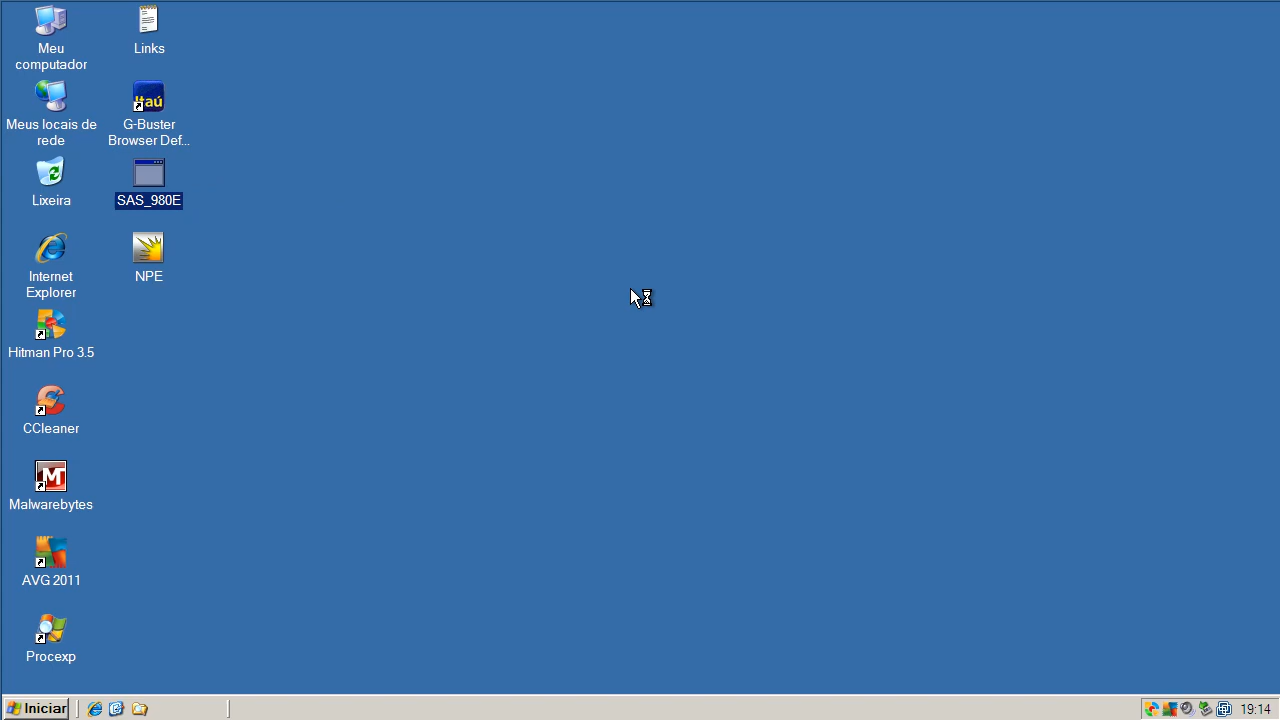 Meu
computador
Meus locais de
rede
Lixeira
Internet
Explorer
Hitman Pro 3.5
CCleaner
Malwarebytes
AVG 2011
Procexp
Links
Itaú
G-Buster
Browser Def...
SAS_980E
NPE
Iniciar
19:14